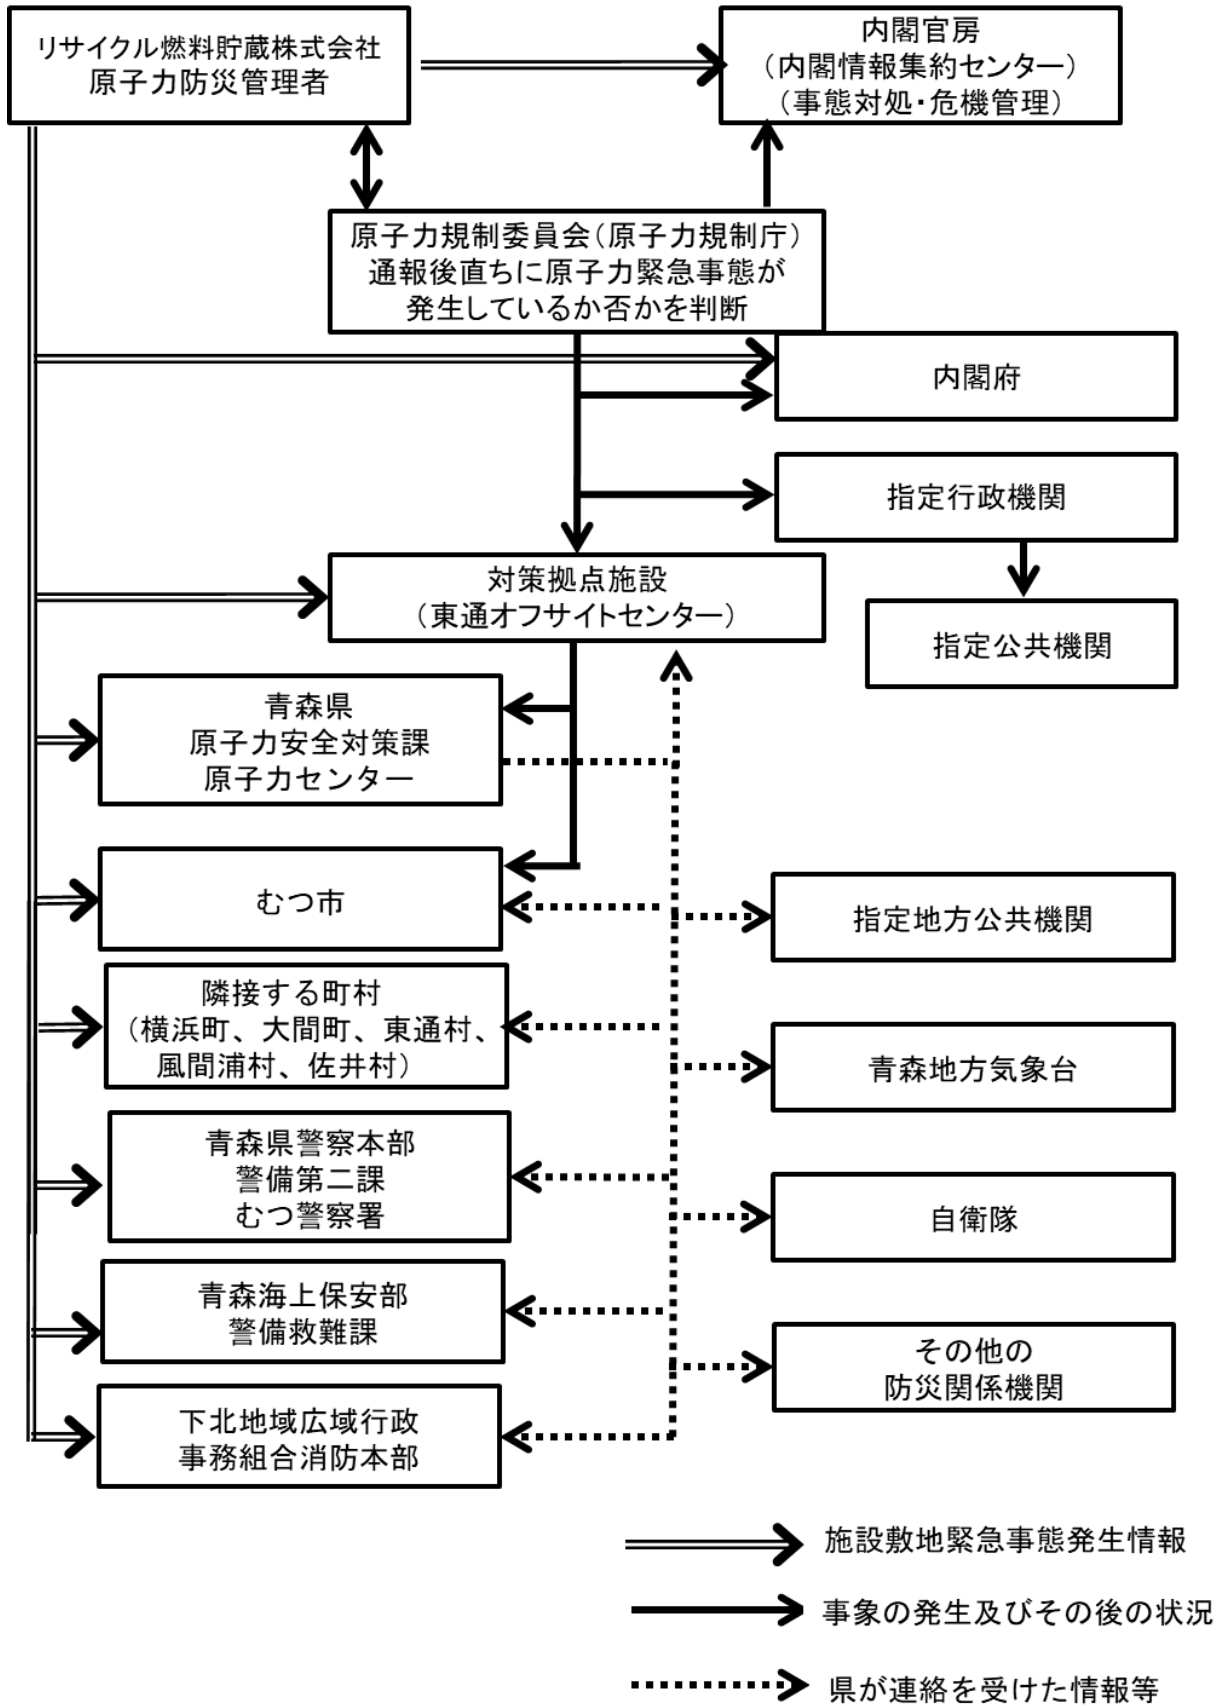 リサイクル燃料貯蔵株式会社
原子力防災管理者
内閣官房
（内閣情報集約センター）
（事態対処・危機管理）
原子力規制委員会（原子力規制庁）
通報後直ちに原子力緊急事態が
発生しているか否かを判断
内閣府
指定行政機関
対策拠点施設
（東通オフサイトセンター）
指定公共機関
青森県
原子力安全対策課
原子力センター
むつ市
指定地方公共機関
隣接する町村
（横浜町、大間町、東通村、
風間浦村、佐井村）
青森地方気象台
青森県警察本部
警備第二課
むつ警察署
自衛隊
青森海上保安部
警備救難課
その他の
防災関係機関
下北地域広域行政
事務組合消防本部
施設敷地緊急事態発生情報
事象の発生及びその後の状況
県が連絡を受けた情報等